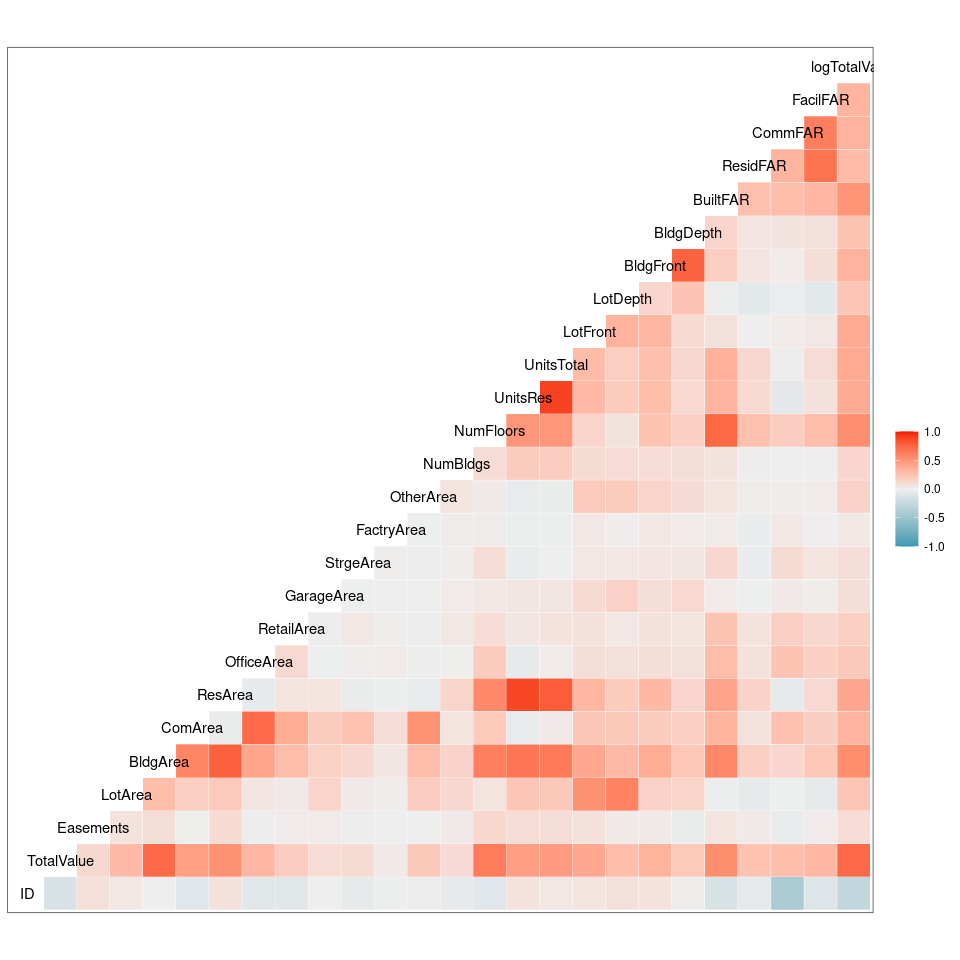 logTotalVa
FacilFAR
CommFAR
ResidFAR
BuiltFAR
BldgDepth
BldgFront
LotDepth
LotFront
UnitsTotal
UnitsRes
NumFloors
NumBldgs
OtherArea
FactryArea
StrgeArea
GarageArea
RetailArea
OfficeArea
ResArea
ComArea
BldgArea
LotArea
Easements
TotalValue
ID
1.0
0.5
0.0
-0.5
-1.0